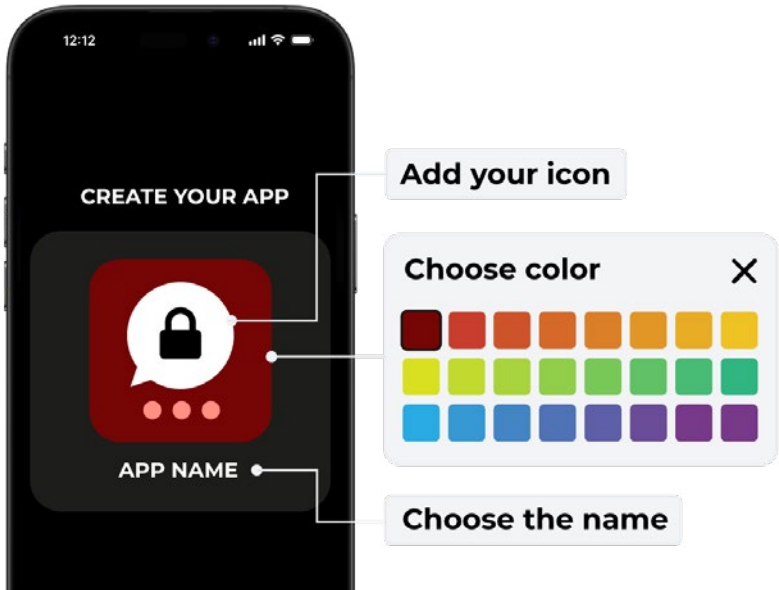 12:12
CREATE YOUR APP
Add your icon
Choose color
APP NAME
Choose the name